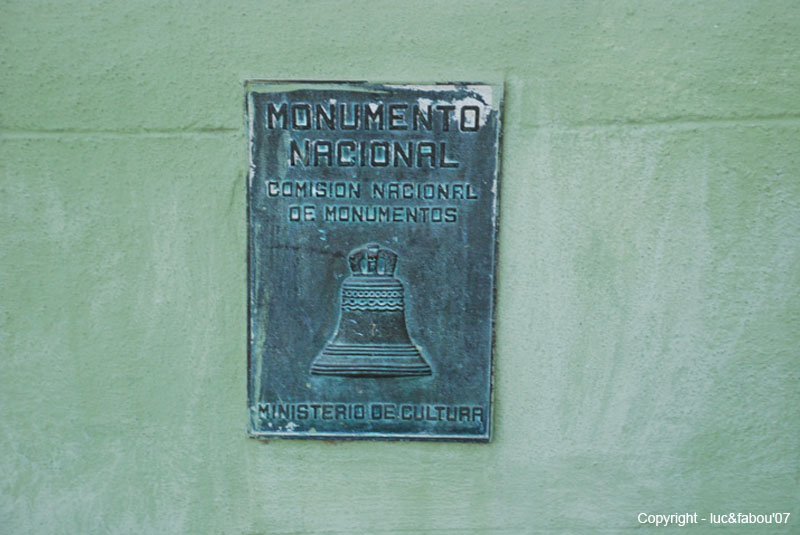 MONUMENTO
NACIONAL
COMISION NACIONAL
DE MONUMENTOS
MINISTERIO DE CULTURA
Copyright - luc&fabou'07